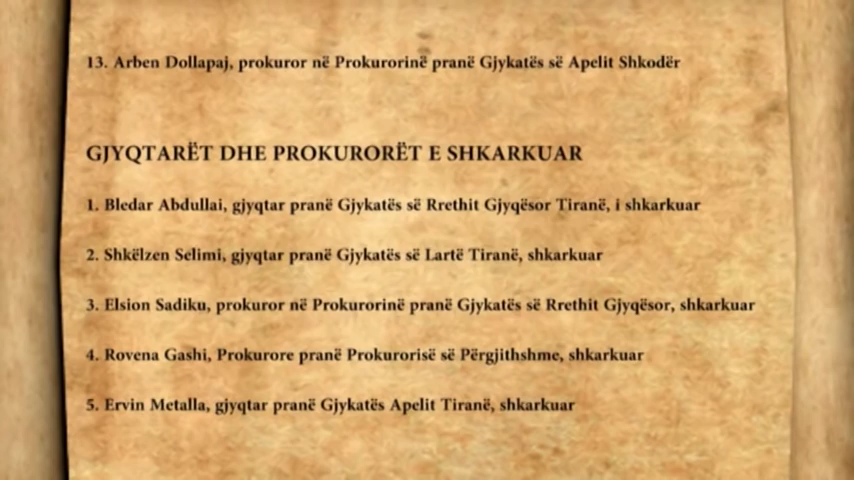 13. Arben Dollapaj, prokuror në Prokurorinë pranë Gjykatës së Apelit Shkodër
GJYQTARËT DHE PROKURORËT E SHKARKUAR
1. Bledar Abdullai, gjyqtar pranë Gjykatës së Rrethit Gjyqësor Tiranë, i shkarkuar
2. Shkëlzen Selimi, gjyqtar pranë Gjykatës së Lartë Tiranë, shkarkuar
3. Elsion Sadiku, prokuror në Prokurorinë pranë Gjykatës së Rrethit Gjyqësor, shkarkuar
4. Rovena Gashi, Prokurore pranë Prokurorisë së Përgjithshme, shkarkuar
5. Ervin Metalla, gjyqtar pranë Gjykatës Apelit Tiranë, shkarkuar